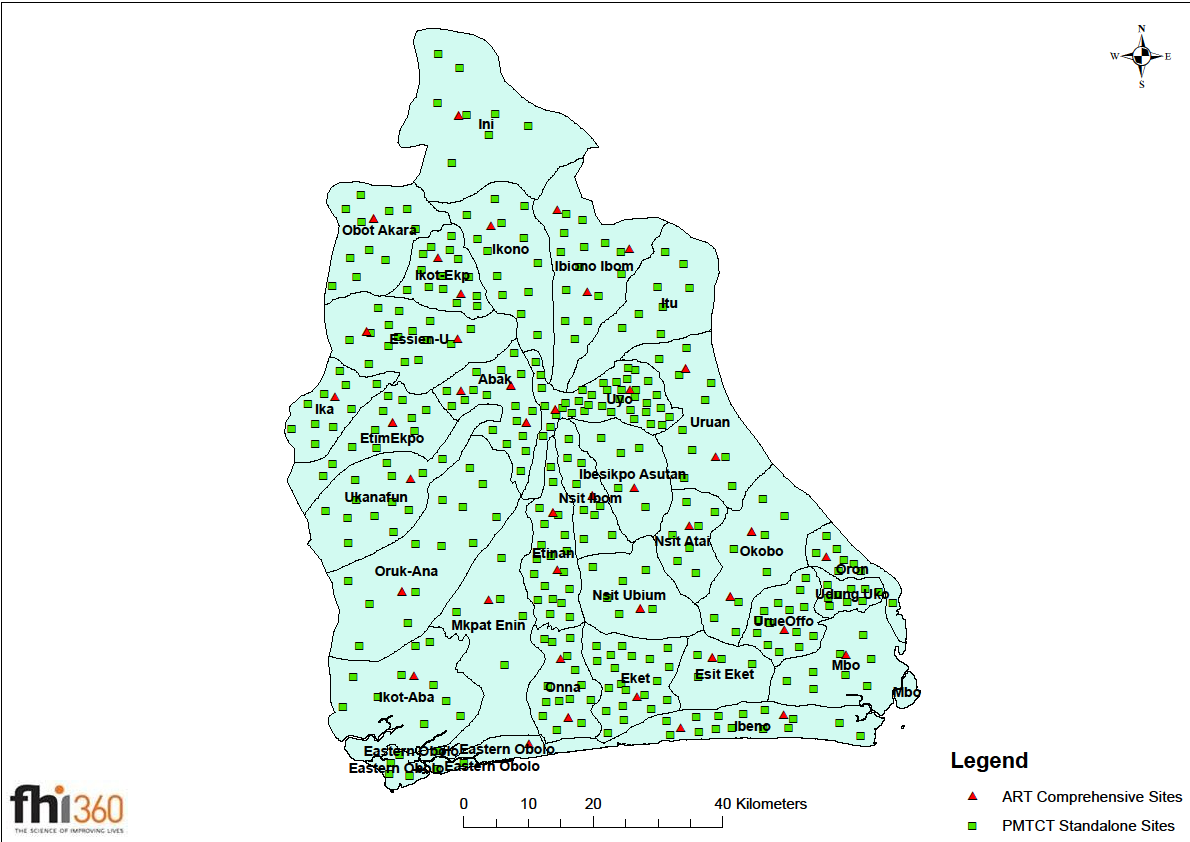 N
W E
S
Ini
Obot Akara
Ikono
Ikot-Ekp
Ibiono Ibom
Itu
Essien-U
Abak
Uyo
Ika
Uruan
EtimEkpo
Ibesikpo Asutan
Ukanafun
Nsit Ibom
Nsit Atai
Okobo
Etinan
Oron
Oruk-Ana
Nsit Ubium
Udung Uko
Mkpat Enin
UrueOffo
Mbo
Esit Eket
Eket
Onna
Mbo
Ikot-Aba
Ibeno
Eastern Obolo
Eastern Obolo
Eastern Obolo
Eastern Obolo
Legend
ART Comprehensive Sites
PMTCT Standalone Sites
0 10 20 40 Kilometers
fhi360
THE SCIENCE OF IMPROVING LIVES